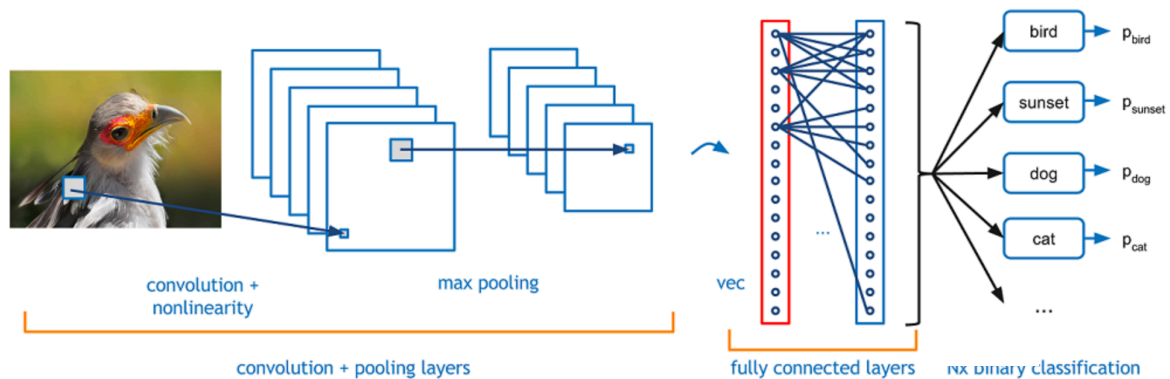 bird
p_bird
sunset
p_sunset
dog
p_dog
cat
p_cat
...
...
convolution +
nonlinearity
max pooling
vec
convolution + pooling layers
fully connected layers
Nx binary classification